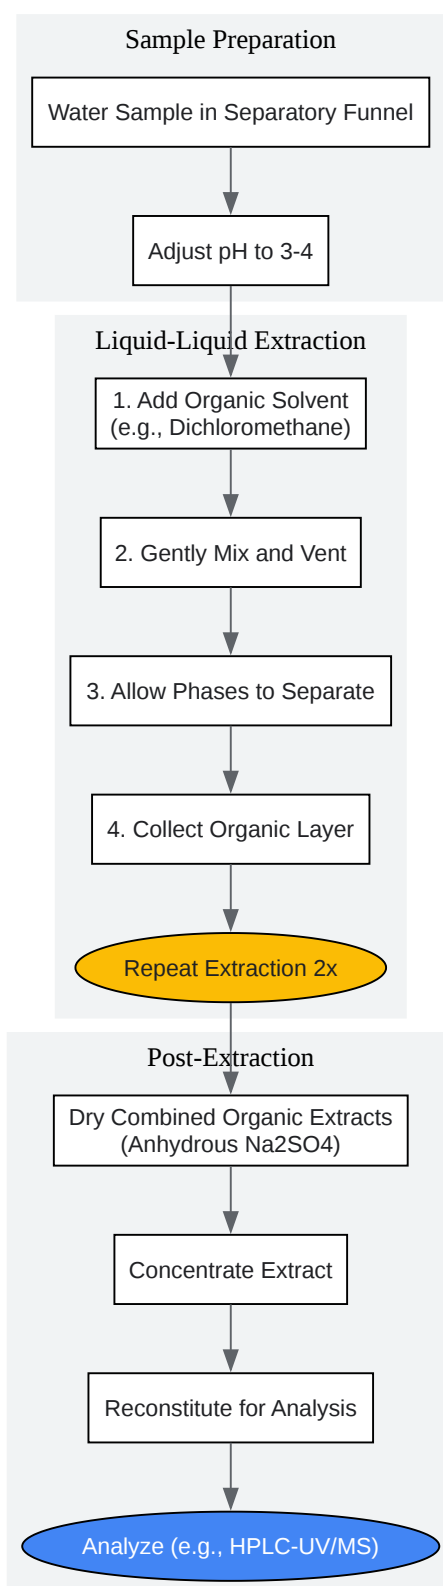 Sample Preparation
Water Sample in Separatory Funnel
Adjust pH to 3-4
Liquid-Liquid Extraction
1. Add Organic Solvent
(e.g., Dichloromethane)
2. Gently Mix and Vent
3. Allow Phases to Separate
4. Collect Organic Layer
Repeat Extraction 2x
Post-Extraction
Dry Combined Organic Extracts
(Anhydrous Na2SO4)
Concentrate Extract
Reconstitute for Analysis
Analyze (e.g., HPLC-UV/MS)